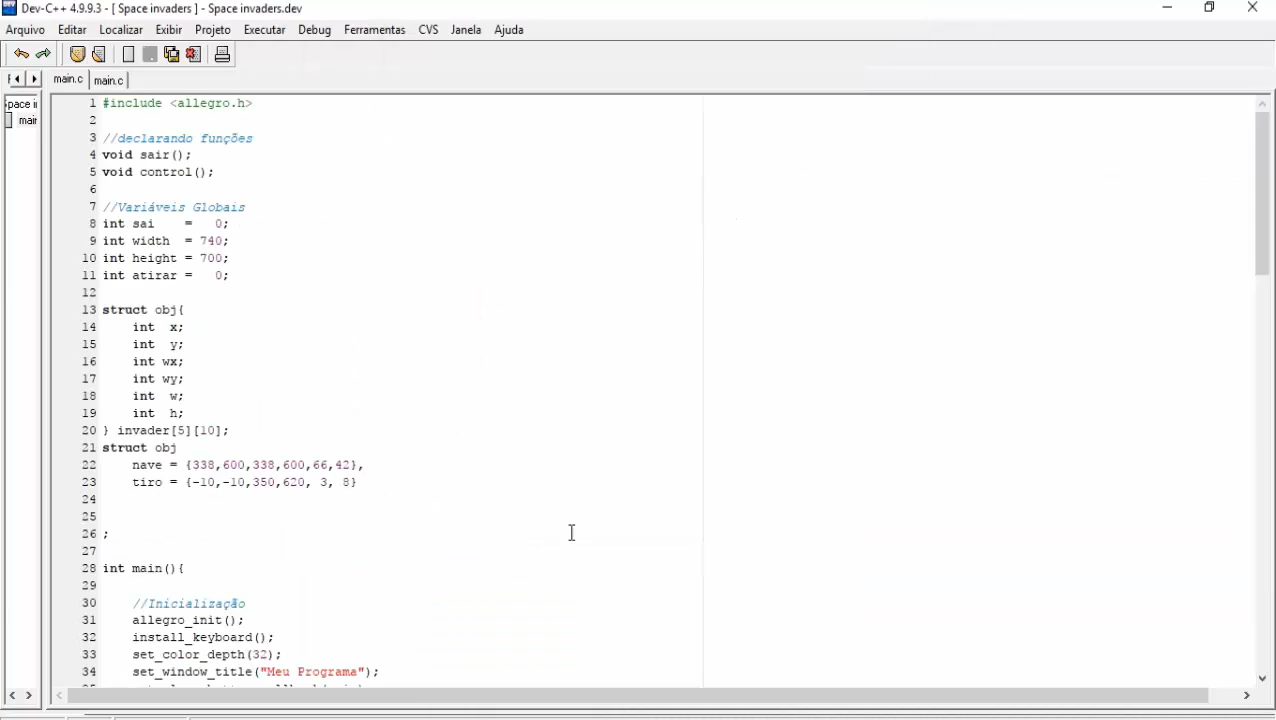 Dev-C++ 4.9.9.3 - [ Space invaders ] - Space invaders.dev
Arquivo Editar Localizar Exibir Projeto Executar Debug Ferramentas CVS Janela Ajuda
main.c main.c
1 #include <allegro.h>
2
3 //declarando funções
4 void sair();
5 void control();
6
7 //Variáveis Globais
8 int sai    =   0;
9 int width  = 740;
10 int height = 700;
11 int atirar =   0;
12
13 struct obj{
14     int  x;
15     int  y;
16     int wx;
17     int wy;
18     int  w;
19     int  h;
20 } invader[5][10];
21 struct obj
22     nave = {338,600,338,600,66,42},
23     tiro = {-10,-10,350,620, 3, 8}
24
25
26 ;
27
28 int main(){
29
30     //Inicialização
31     allegro_init();
32     install_keyboard();
33     set_color_depth(32);
34     set_window_title("Meu Programa");